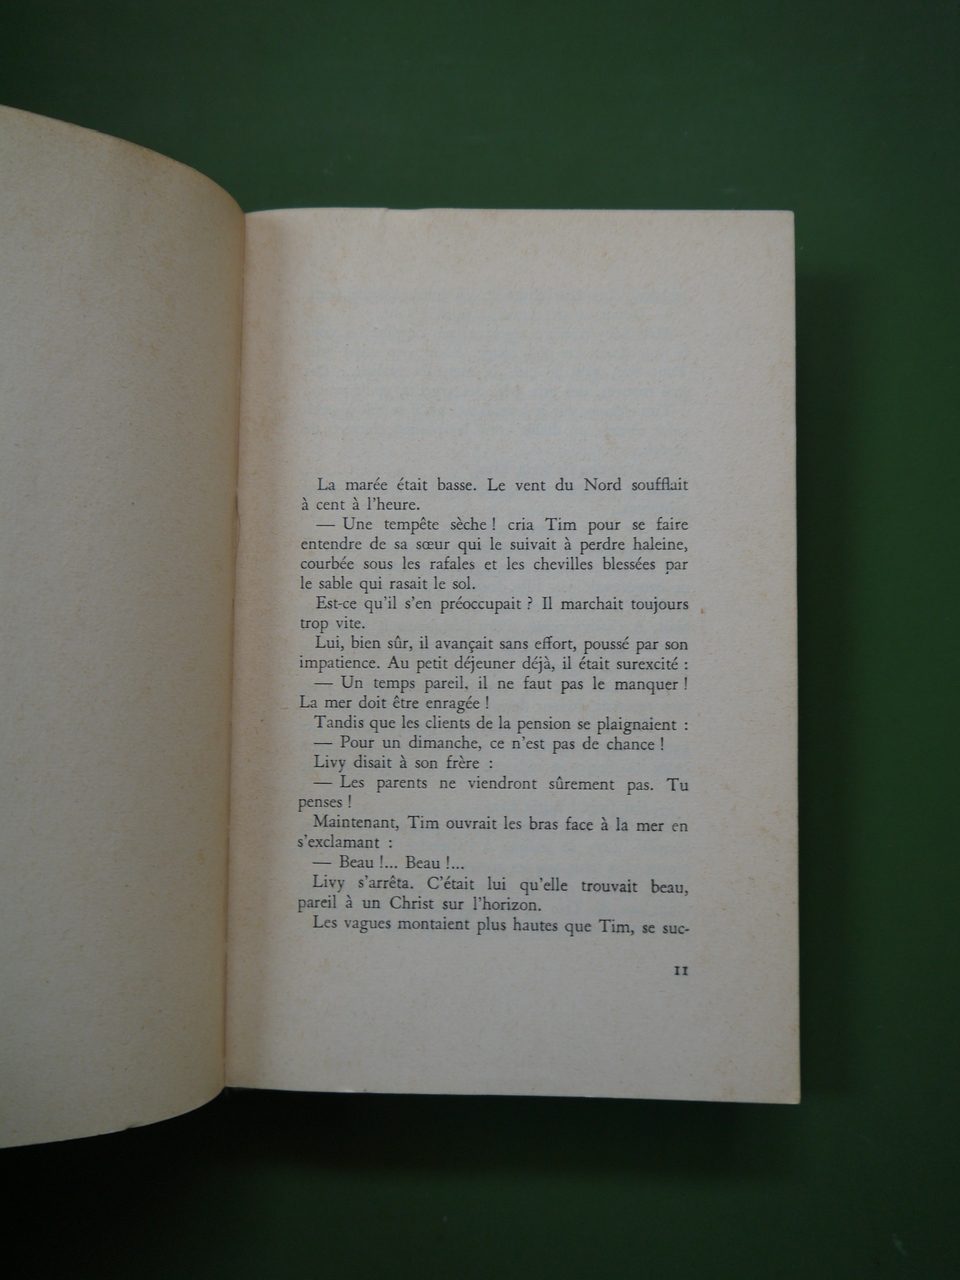 La marée était basse. Le vent du Nord soufflait
à cent à l'heure.
— Une tempête sèche ! cria Tim pour se faire
entendre de sa sœur qui le suivait à perdre haleine,
courbée sous les rafales et les chevilles blessées par
le sable qui rasait le sol.
Est-ce qu'il s'en préoccupait ? Il marchait toujours
trop vite.
Lui, bien sûr, il avançait sans effort, poussé par son
impatience. Au petit déjeuner déjà, il était surexcité :
— Un temps pareil, il ne faut pas le manquer !
La mer doit être enragée !
Tandis que les clients de la pension se plaignaient :
— Pour un dimanche, ce n'est pas de chance !
Livy disait à son frère :
— Les parents ne viendront sûrement pas. Tu
penses !
Maintenant, Tim ouvrait les bras face à la mer en
s'exclamant :
— Beau !... Beau !...
Livy s'arrêta. C'était lui qu'elle trouvait beau,
pareil à un Christ sur l'horizon.
Les vagues montaient plus hautes que Tim, se suc-
11